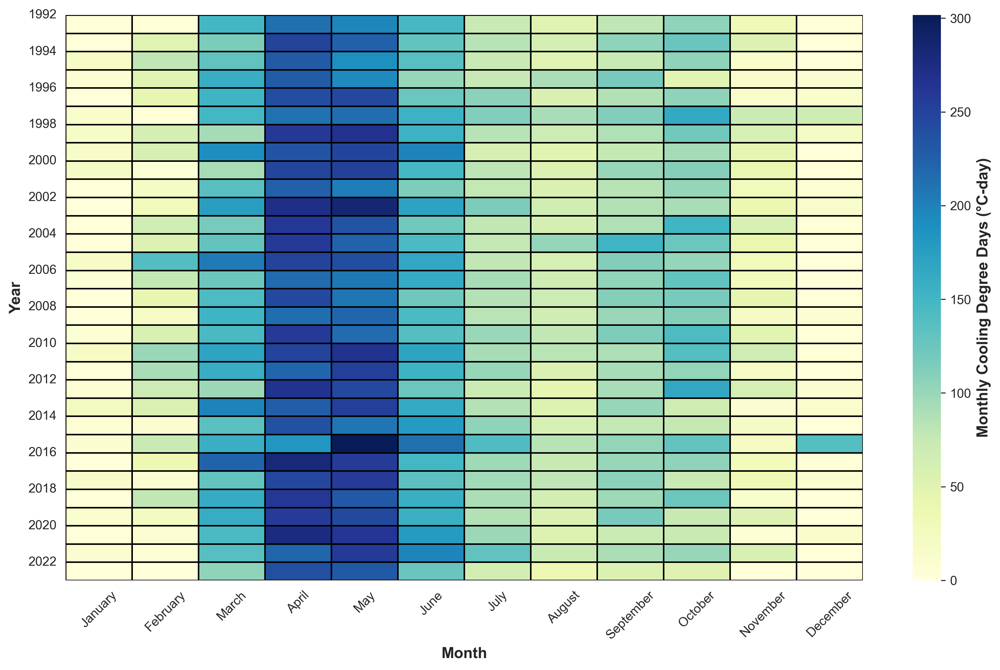 1992
1994
1996
1998
2000
2002
2004
2006
2008
2010
2012
2014
2016
2018
2020
2022
Year
January
February
March
April
May
June
July
August
September
October
November
December
Month
300
250
200
150
100
50
0
Monthly Cooling Degree Days (°C-day)